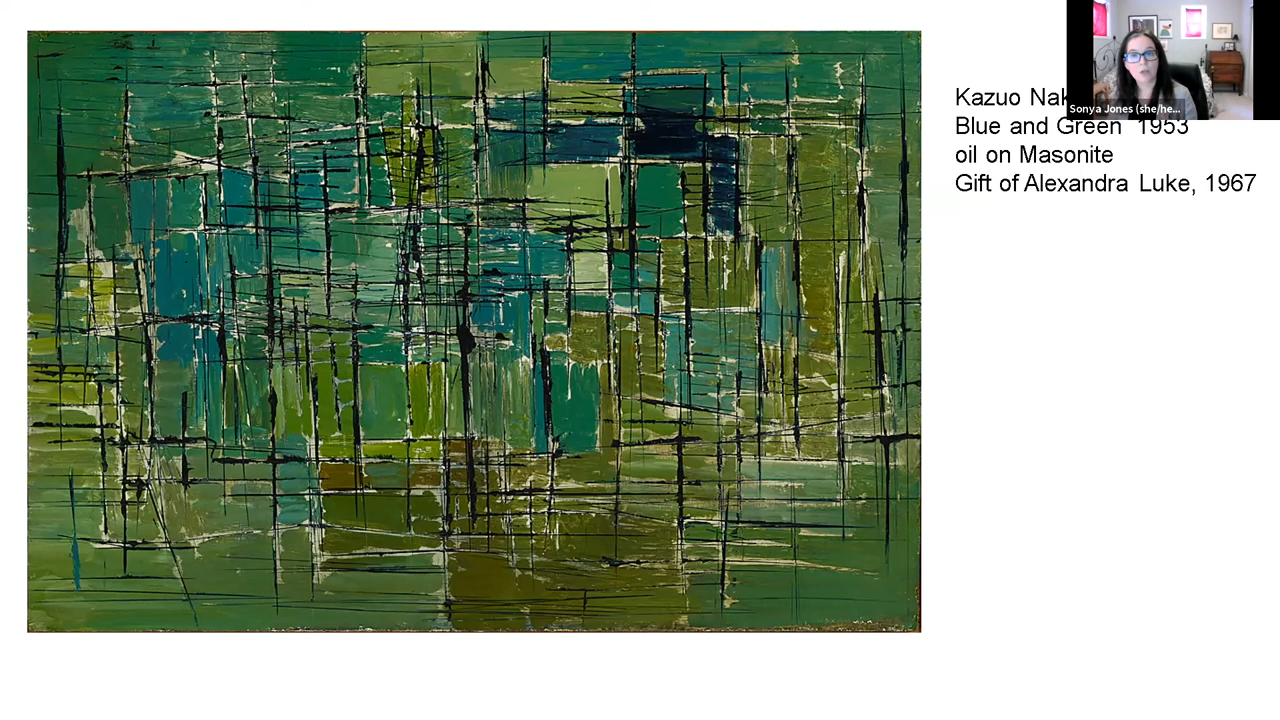 Kazuo Nak
Blue and Green 1953
oil on Masonite
Gift of Alexandra Luke, 1967
Sonya Jones (she/he...